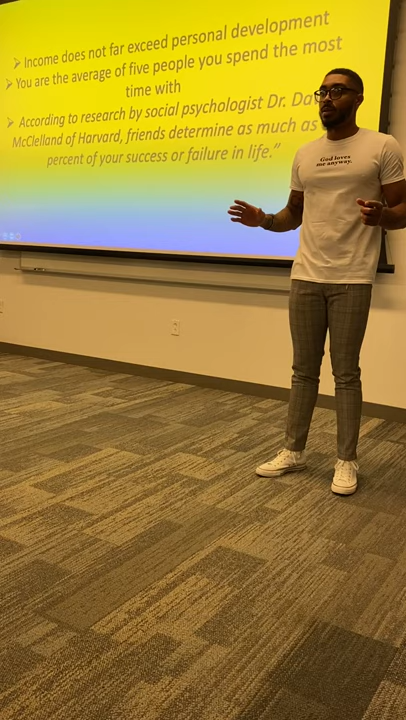 ➢ Income does not far exceed personal development
➢ You are the average of five people you spend the most
time with
➢ According to research by social psychologist Dr. Da
McClelland of Harvard, friends determine as much as
percent of your success or failure in life.”
God loves
me anyway.